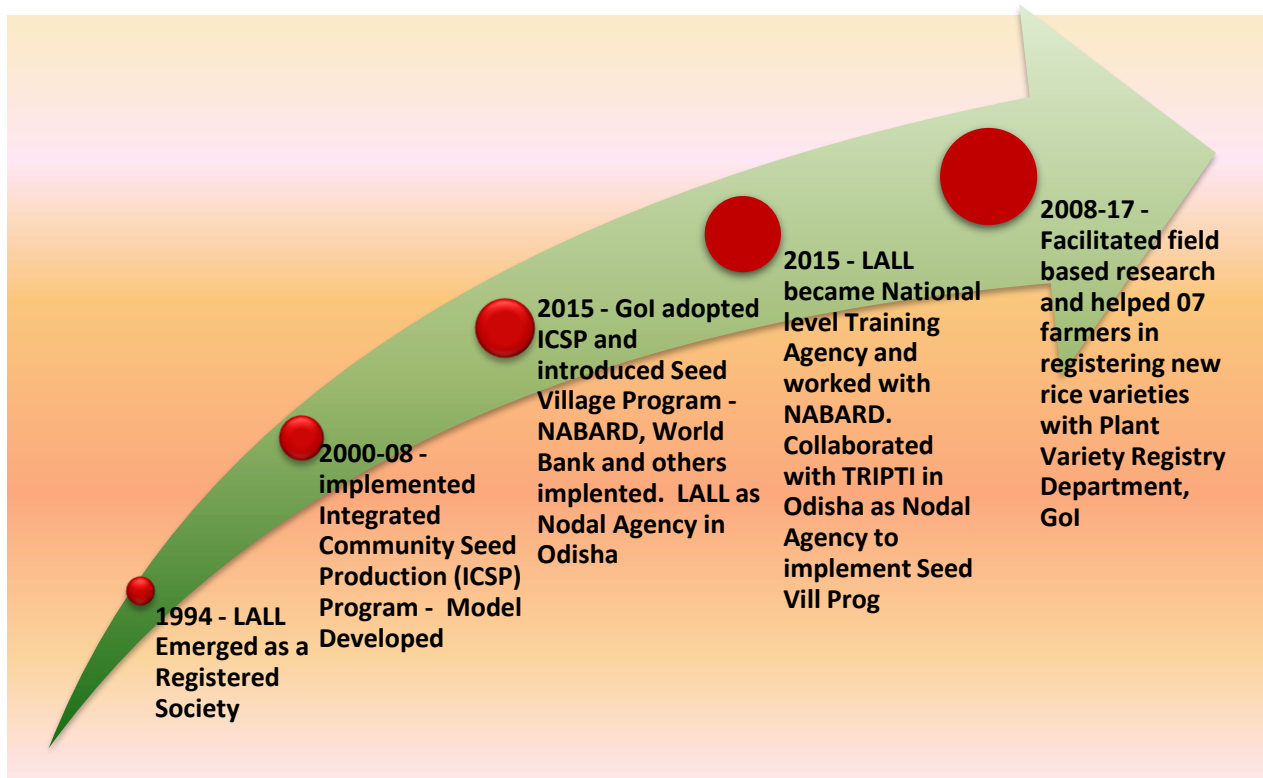 1994 - LALL
Emerged as a
Registered
Society
2000-08 -
implemented
Integrated
Community Seed
Production (ICSP)
Program - Model
Developed
2015 - GoI adopted
ICSP and
introduced Seed
Village Program -
NABARD, World
Bank and others
implented. LALL as
Nodal Agency in
Odisha
2015 - LALL
became National
level Training
Agency and
worked with
NABARD.
Collaborated
with TRIPTI in
Odisha as Nodal
Agency to
implement Seed
Vill Prog
2008-17 -
Facilitated field
based research
and helped 07
farmers in
registering new
rice varieties
with Plant
Variety Registry
Department,
GoI